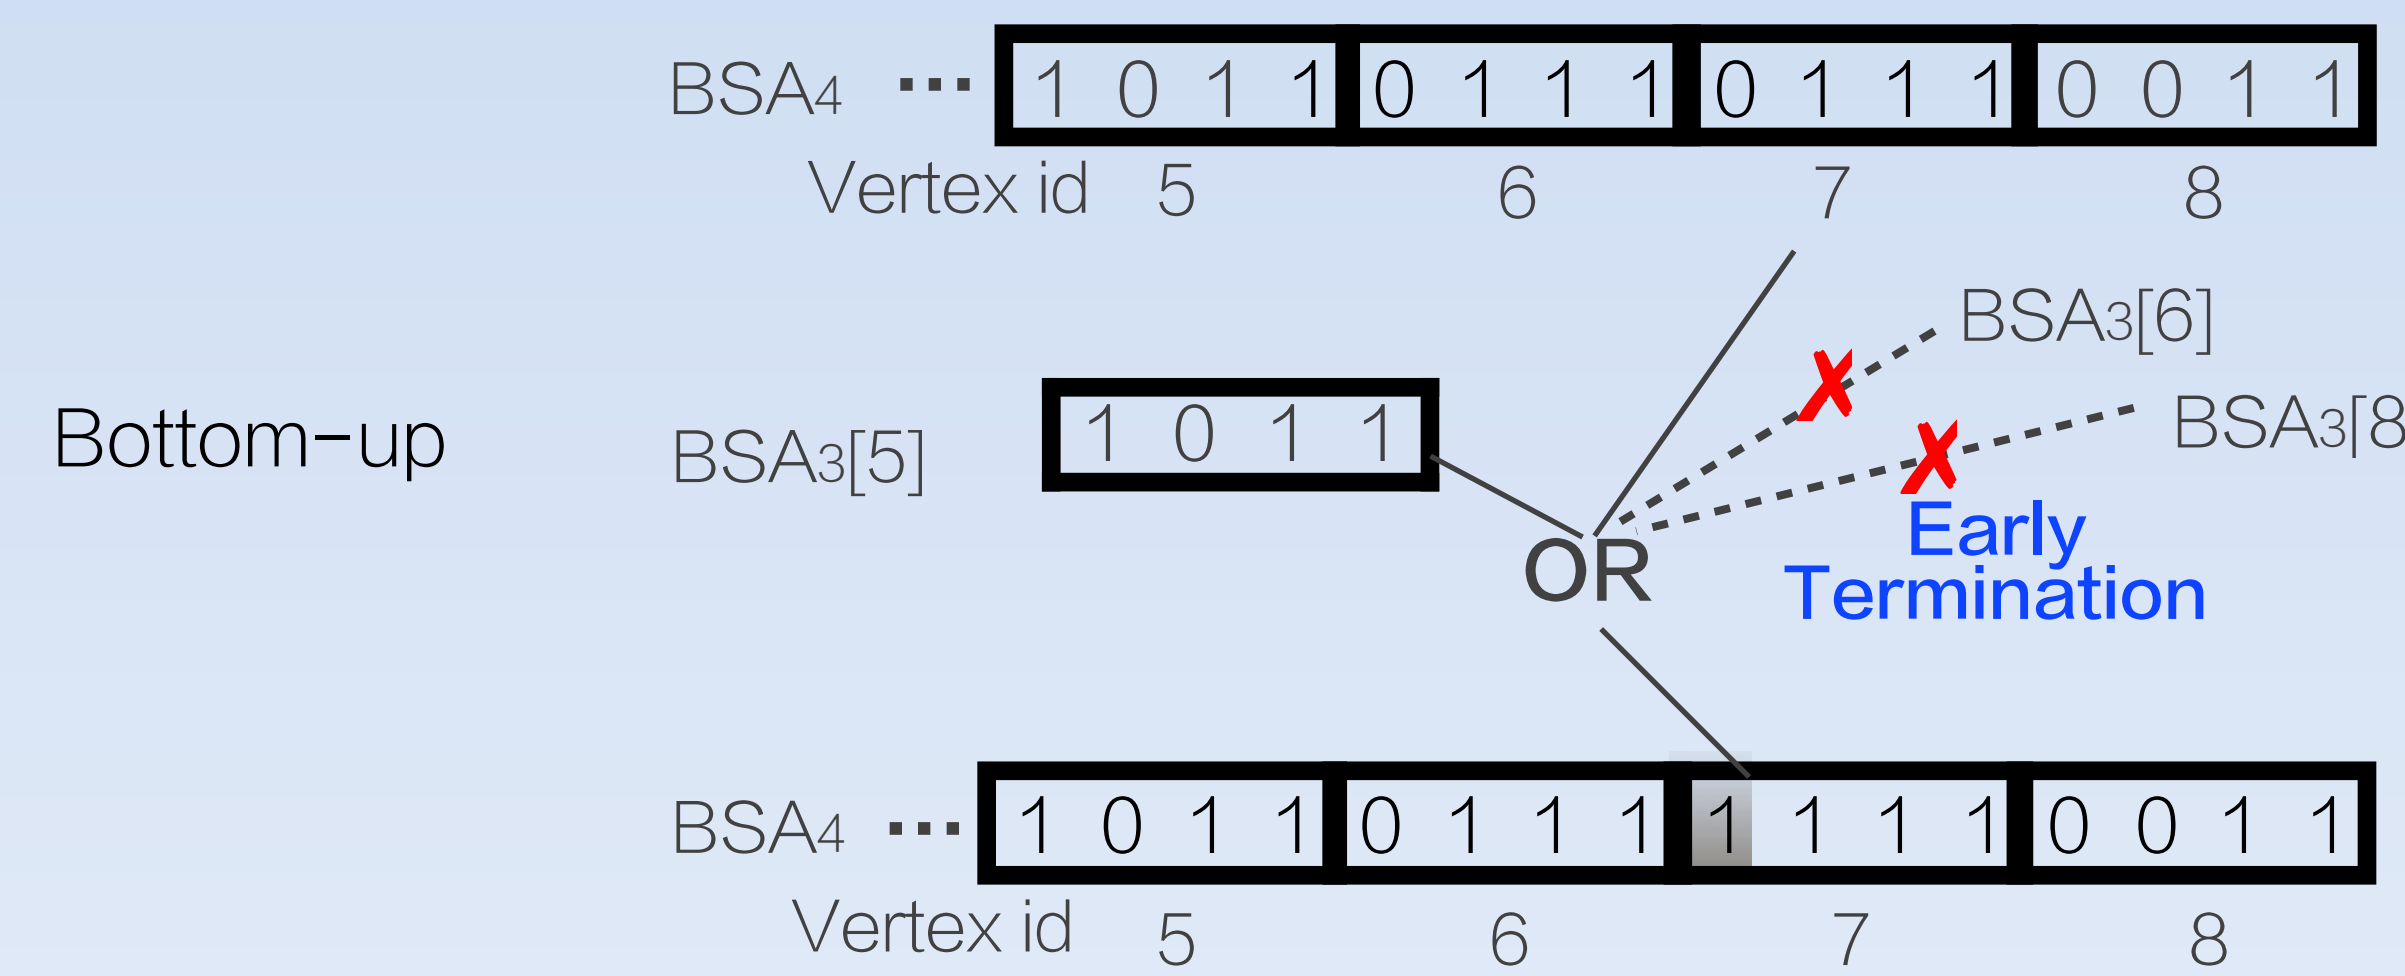 BSA4 ... 1 0 1 1 0 1 1 1 0 1 1 1 0 0 1 1
Vertex id 5 6 7 8
BSA3[6]
Bottom-up BSA3[5] 1 0 1 1 BSA3[8
OR
Early
Termination
BSA4 ... 1 0 1 1 0 1 1 1 1 1 1 1 0 0 1 1
Vertex id 5 6 7 8